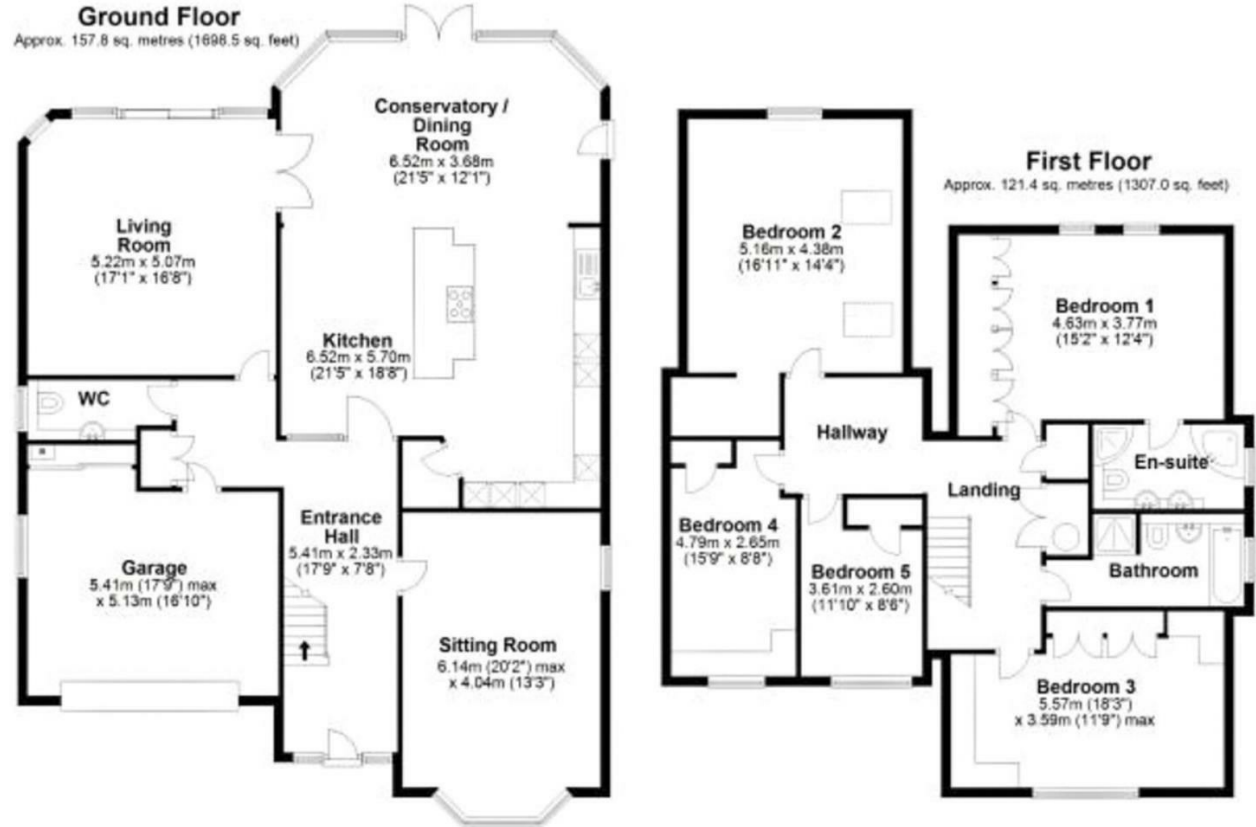 Ground Floor
Approx. 157.8 sq. metres (1698.5 sq. feet)
Conservatory /
Dining
Room
6.52m x 3.68m
(21'5" x 12'1")
Living
Room
5.22m x 5.07m
(17'1" x 16'8")
Kitchen
6.52m x 5.70m
(21'5" x 18'8")
WC
Entrance
Hall
5.41m x 2.33m
(17'9" x 7'8")
Garage
5.41m (17'9") max
x 5.13m (16'10")
Sitting Room
6.14m (20'2") max
x 4.04m (13'3")
First Floor
Approx. 121.4 sq. metres (1307.0 sq. feet)
Bedroom 2
5.16m x 4.38m
(16'11" x 14'4")
Bedroom 1
4.63m x 3.77m
(15'2" x 12'4")
Hallway
En-suite
Landing
Bedroom 4
4.79m x 2.65m
(15'9" x 8'8")
Bedroom 5
3.61m x 2.60m
(11'10" x 8'6")
Bathroom
Bedroom 3
5.57m (18'3")
x 3.59m (11'9") max